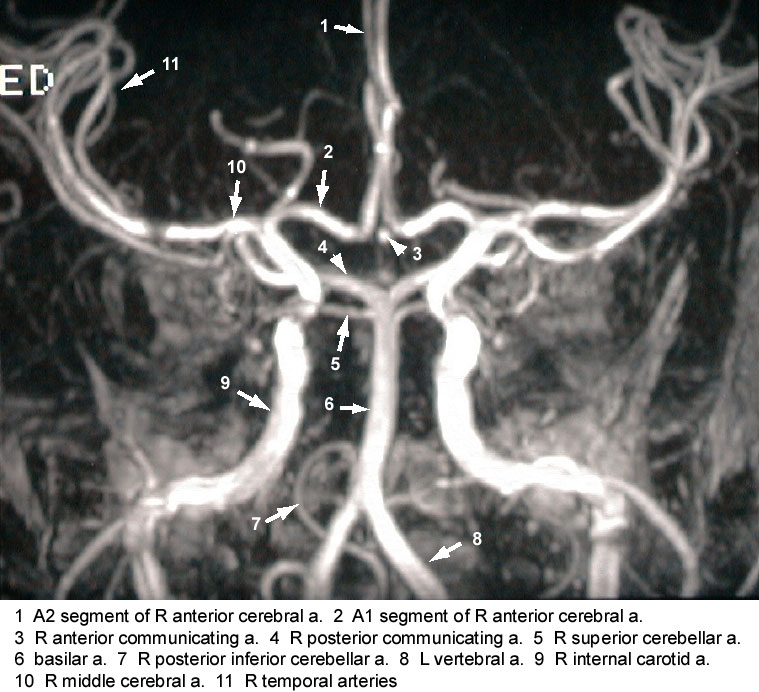 1
11
ED
2
10
4
3
5
9
6
7
8
1 A2 segment of R anterior cerebral a. 2 A1 segment of R anterior cerebral a.
3 R anterior communicating a. 4 R posterior communicating a. 5 R superior cerebellar a.
6 basilar a. 7 R posterior inferior cerebellar a. 8 L vertebral a. 9 R internal carotid a.
10 R middle cerebral a. 11 R temporal arteries